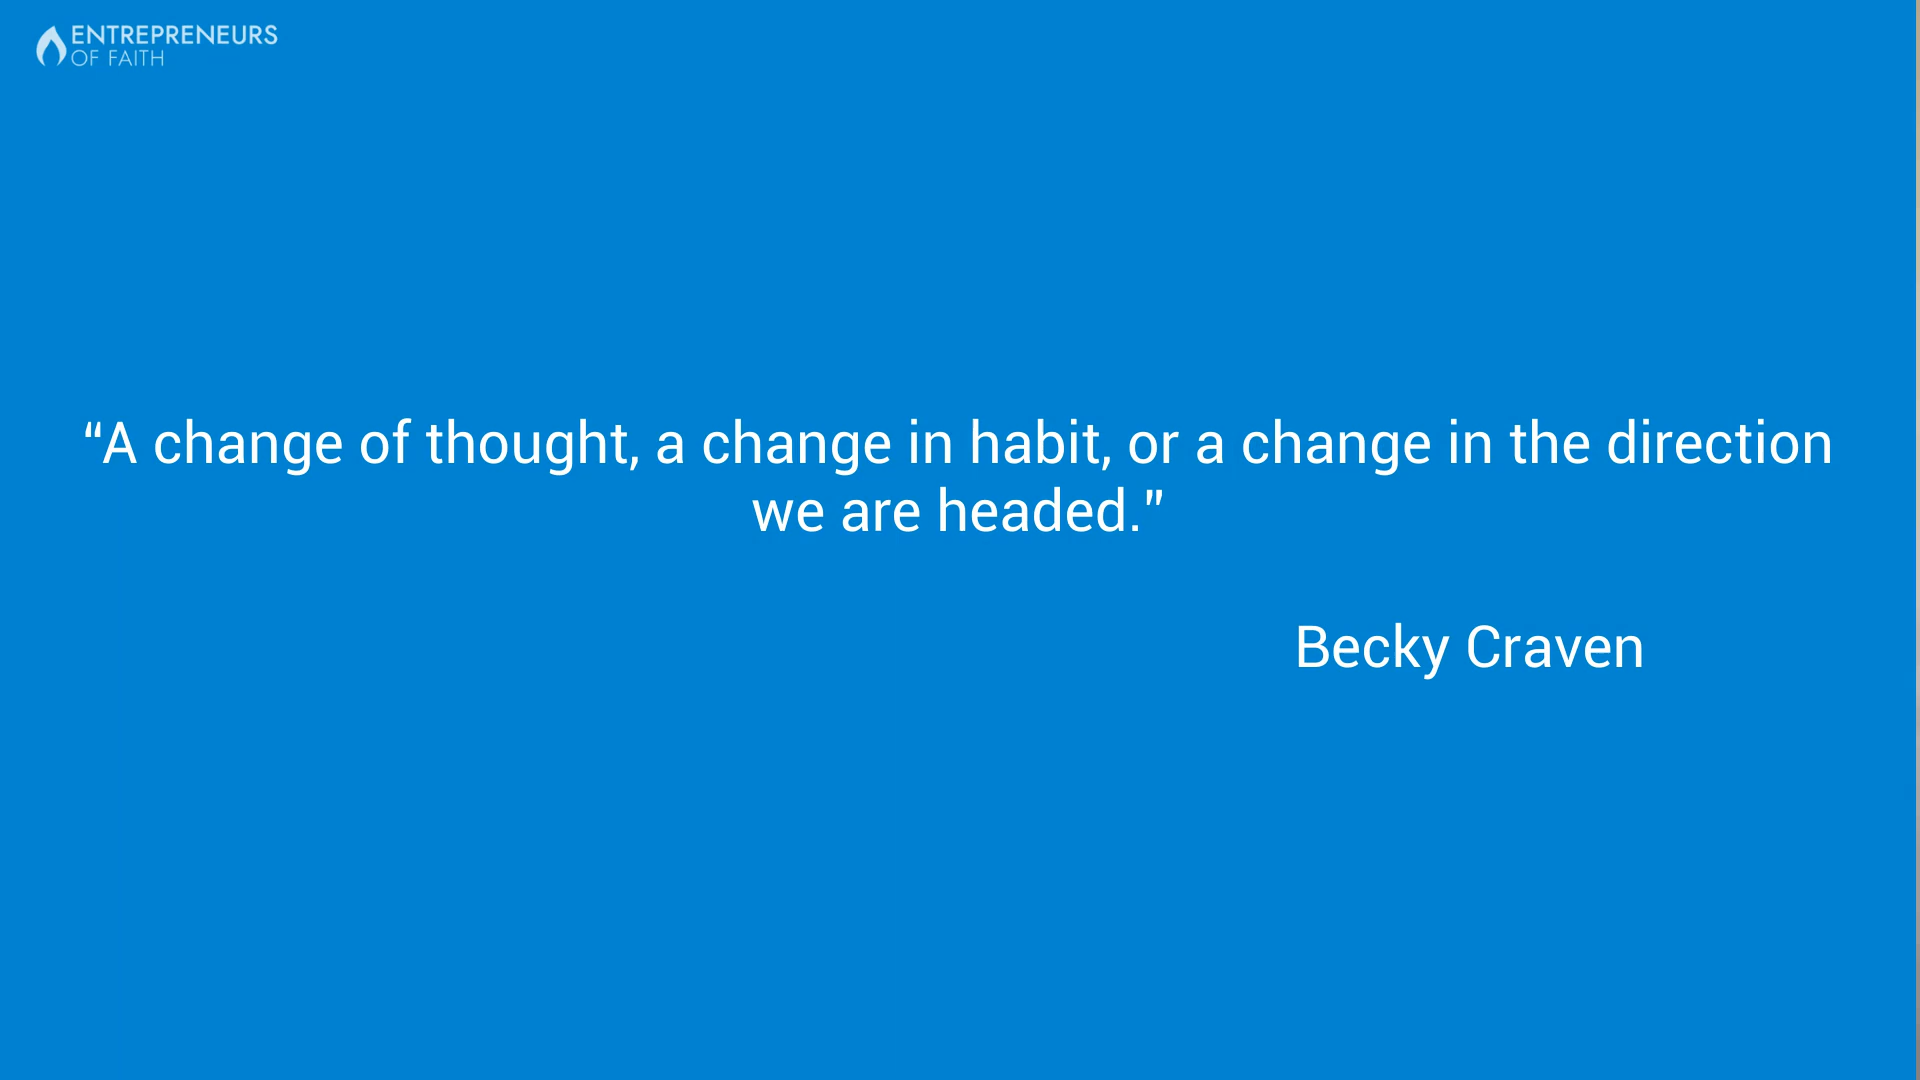 ENTREPRENEURS
OF FAITH
“A change of thought, a change in habit, or a change in the direction
we are headed.”
Becky Craven